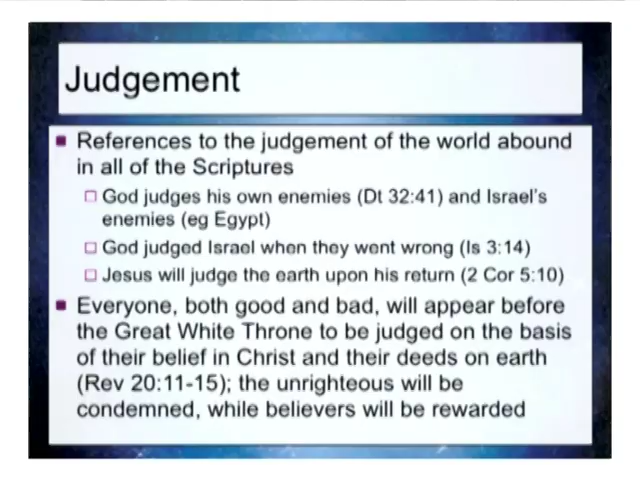 Judgement
References to the judgement of the world abound
in all of the Scriptures
God judges his own enemies (Dt 32:41) and Israel's
enemies (eg Egypt)
God judged Israel when they went wrong (Is 3:14)
Jesus will judge the earth upon his return (2 Cor 5:10)
Everyone, both good and bad, will appear before
the Great White Throne to be judged on the basis
of their belief in Christ and their deeds on earth
(Rev 20:11-15); the unrighteous will be
condemned, while believers will be rewarded